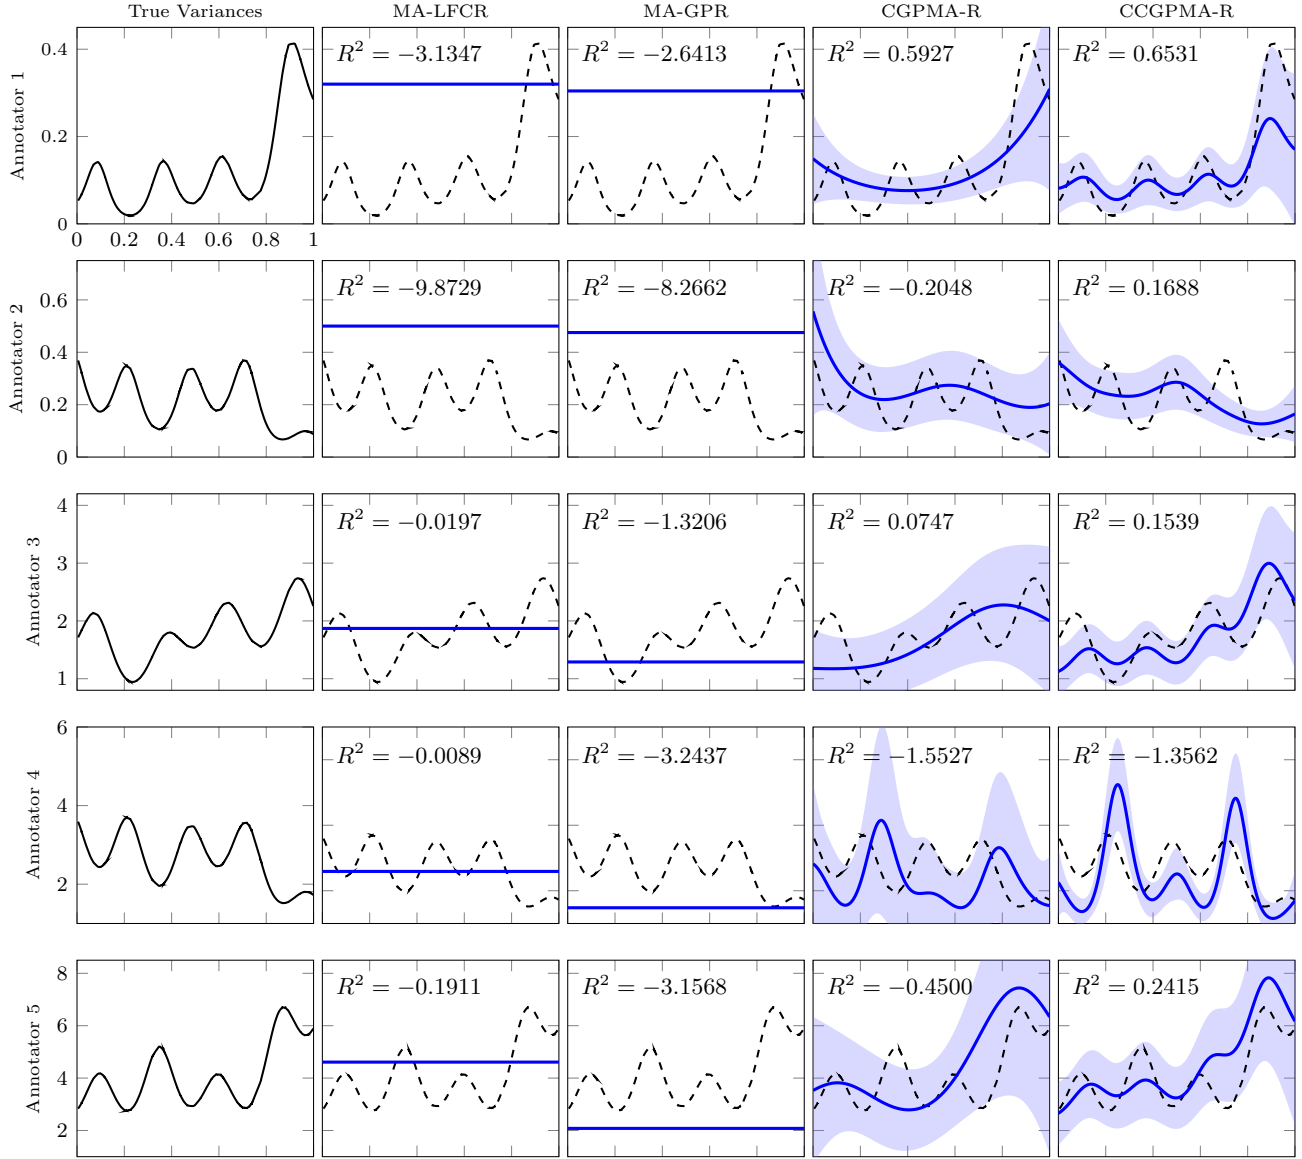 True Variances MA-LFCR MA-GPR CGPMA-R CCGPMA-R
Annotator 1
0.4
0.2
0
0 0.2 0.4 0.6 0.8 1
R² = −3.1347 R² = −2.6413 R² = 0.5927 R² = 0.6531
Annotator 2
0.6
0.4
0.2
0
R² = −9.8729 R² = −8.2662 R² = −0.2048 R² = 0.1688
Annotator 3
4
3
2
1
R² = −0.0197 R² = −1.3206 R² = 0.0747 R² = 0.1539
Annotator 4
6
4
2
R² = −0.0089 R² = −3.2437 R² = −1.5527 R² = −1.3562
Annotator 5
8
6
4
2
R² = −0.1911 R² = −3.1568 R² = −0.4500 R² = 0.2415